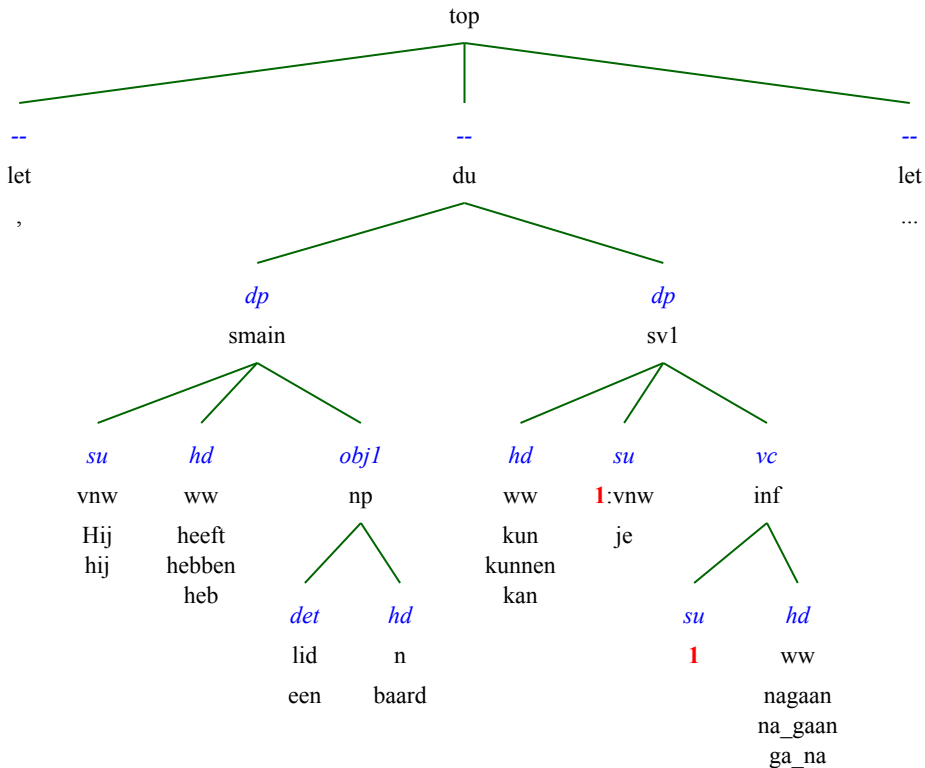 top
-- -- --
let du let
, ...
dp dp
smain sv1
su hd obj1 hd su vc
vnw ww np ww 1:vnw inf
Hij heeft kun je
hij hebben kunnen
heb kan
det hd su hd
lid n 1 ww
een baard nagaan
na_gaan
ga_na